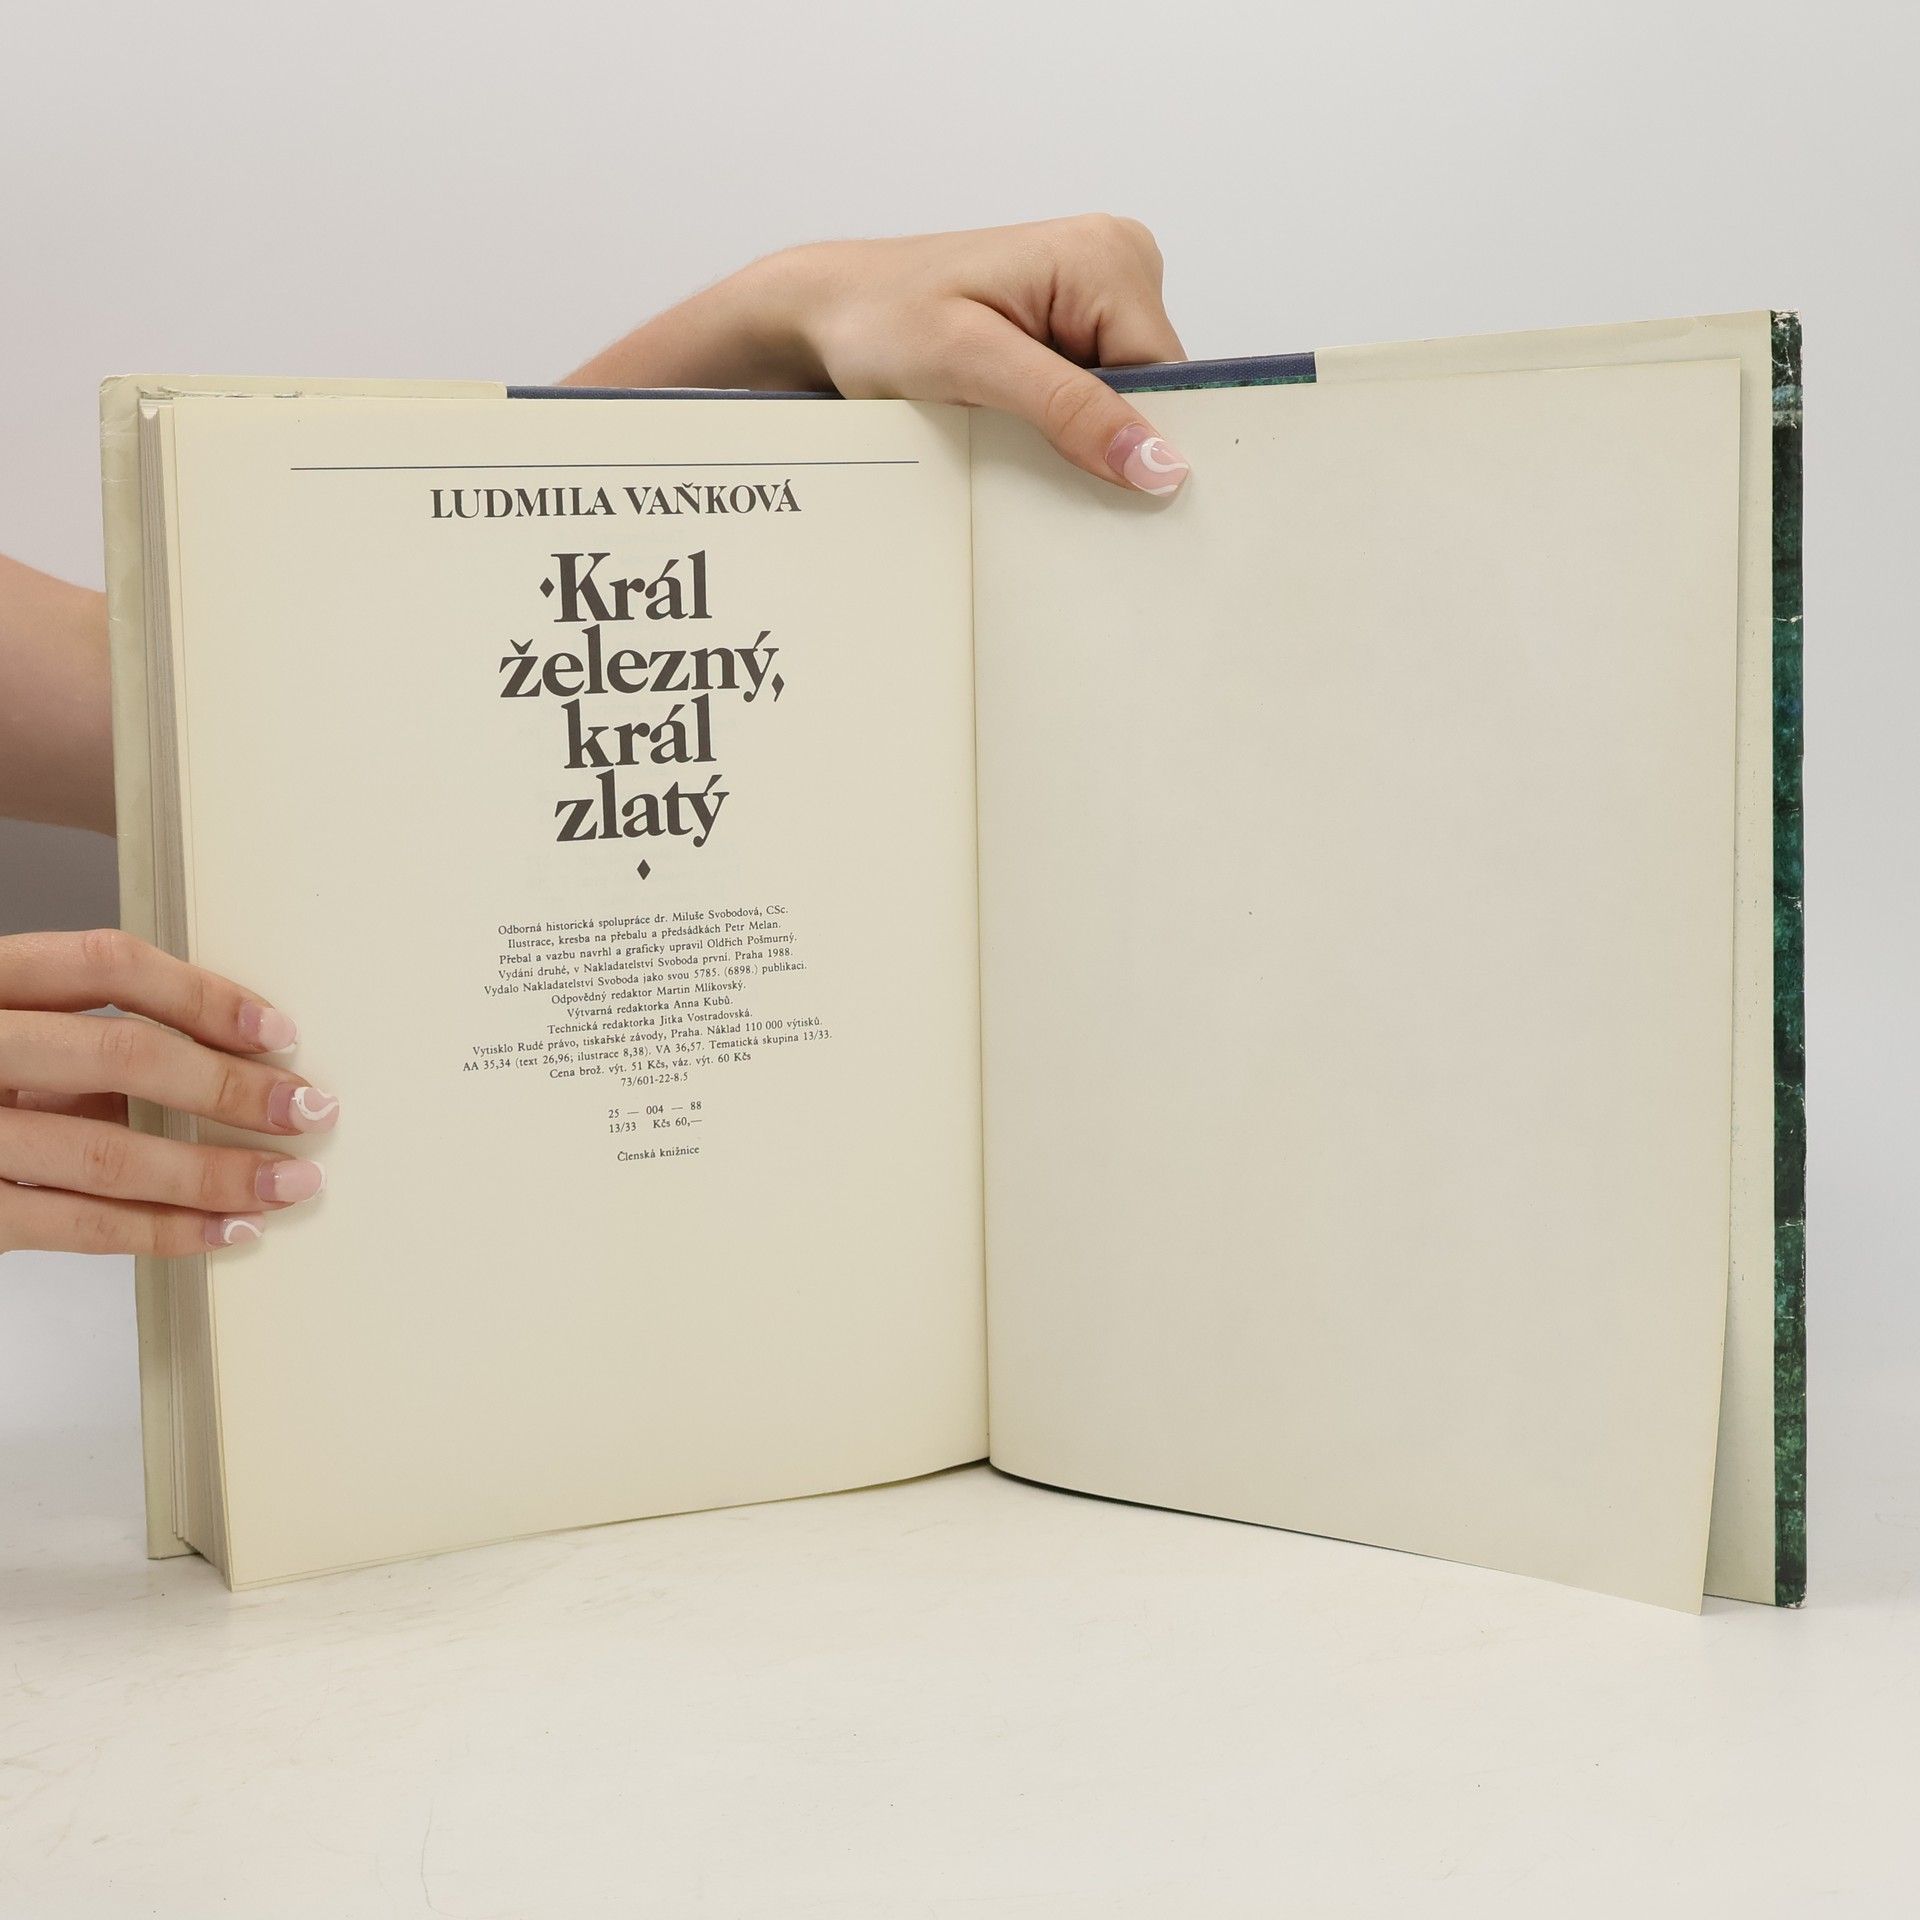 LUDMILA VAŇKOVÁ
Král
železný,
král
zlatý
Odborná historická spolupráce dr. Miluše Svobodová, CSc.
Ilustrace, kresba na přebalu a předsádkách Petr Melan.
Přebal a vazbu navrhl a graficky upravil Oldřich Pošmurný.
Vydání druhé, v Nakladatelství Svoboda první. Praha 1988.
Vydalo Nakladatelství Svoboda jako svou 5785. (6898.) publikaci.
Odpovědný redaktor Martin Mlíkovský.
Výtvarná redaktorka Anna Kubů.
Technická redaktorka Jitka Vostradovská.
Vytisklo Rudé právo, tiskařské závody, Praha. Náklad 110 000 výtisků.
AA 35,34 (text 26,96; ilustrace 8,38). VA 36,57. Tematická skupina 13/33.
Cena brož. výt. 51 Kčs, váz. výt. 60 Kčs
73/601-22-8.5
25 — 004 — 88
13/33 Kčs 60,—
Členská knižnice